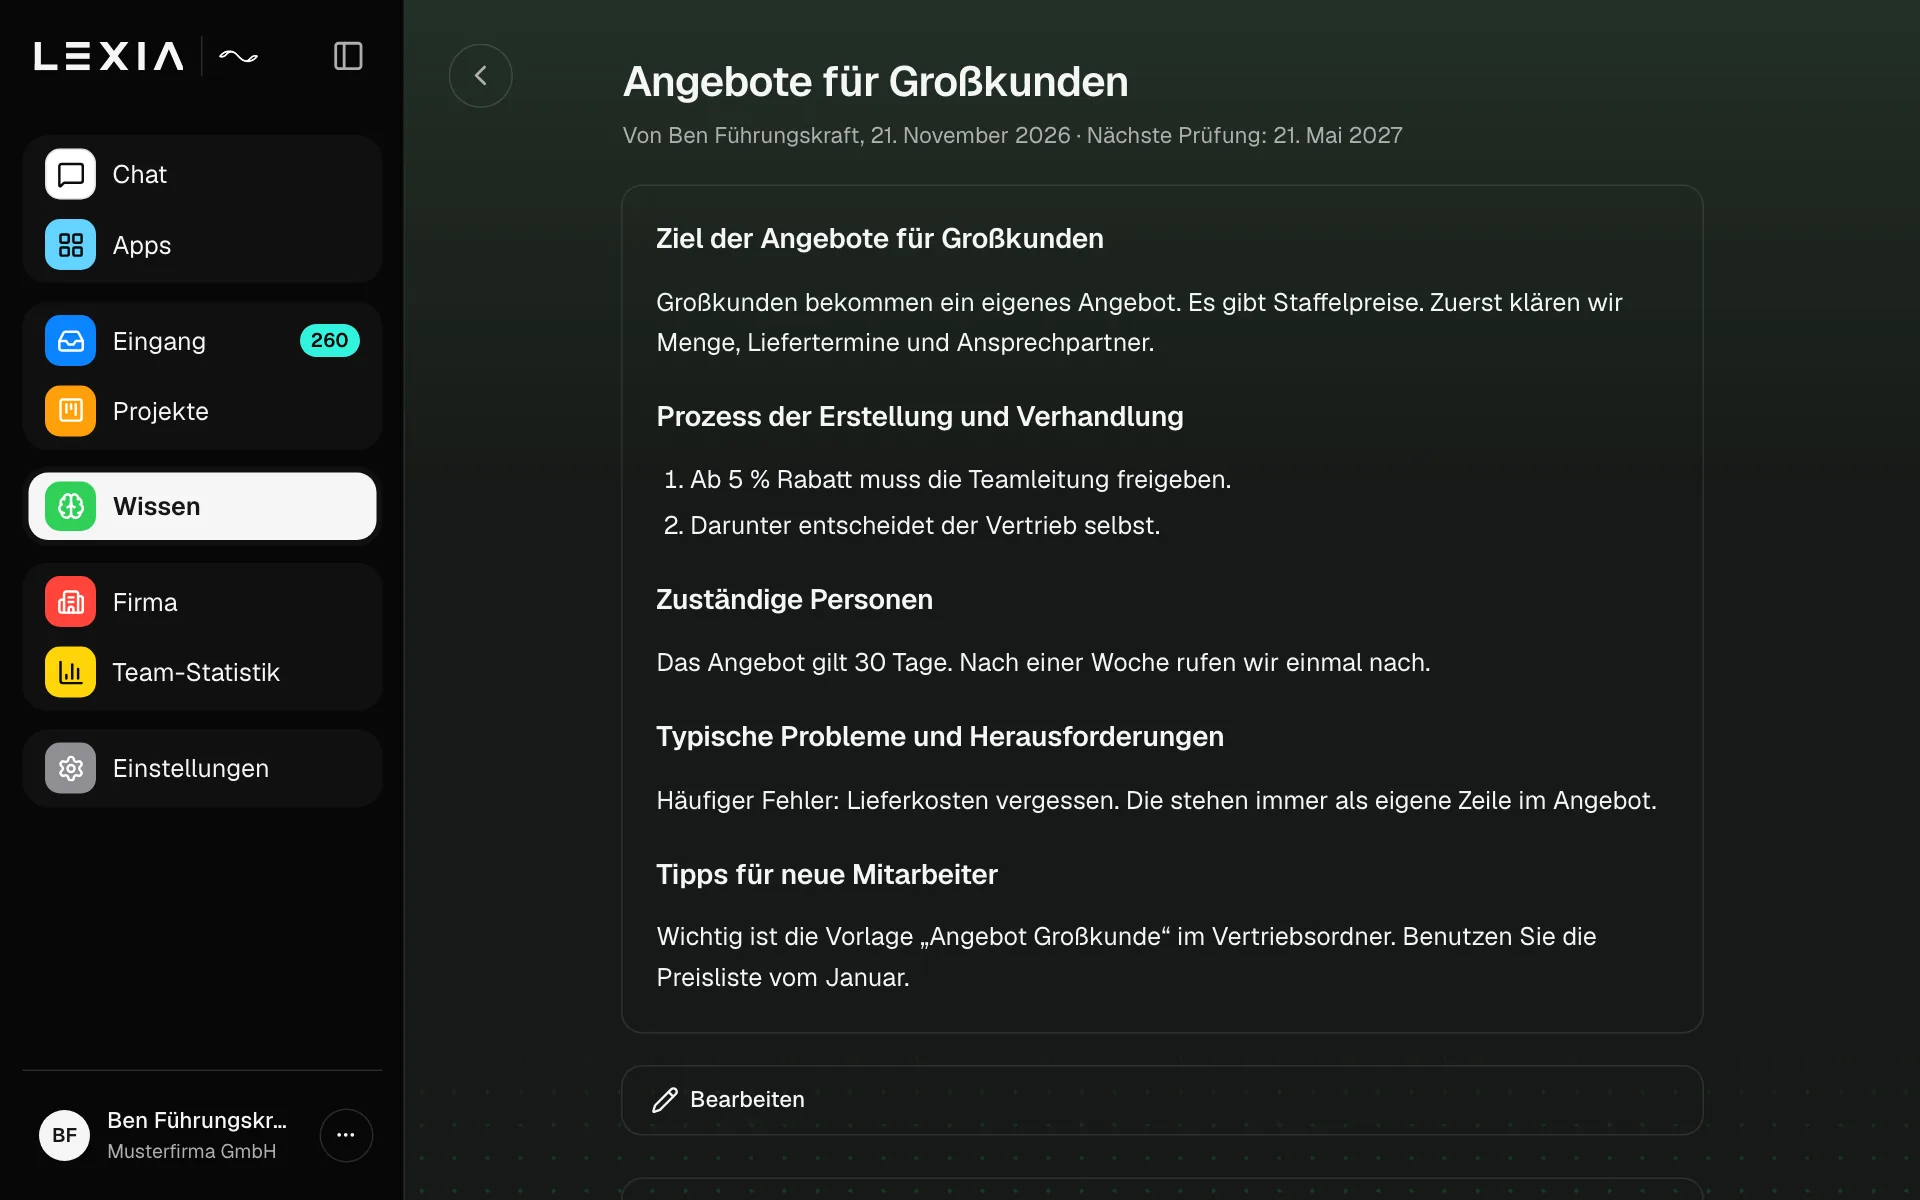 LEXIA
Chat
Apps
Eingang 260
Projekte
Wissen
Firma
Team-Statistik
Einstellungen
BF
Ben Führungskr...
Musterfirma GmbH
Angebote für Großkunden
Von Ben Führungskraft, 21. November 2026 · Nächste Prüfung: 21. Mai 2027
Ziel der Angebote für Großkunden
Großkunden bekommen ein eigenes Angebot. Es gibt Staffelpreise. Zuerst klären wir
Menge, Liefertermine und Ansprechpartner.
Prozess der Erstellung und Verhandlung
1. Ab 5 % Rabatt muss die Teamleitung freigeben.
2. Darunter entscheidet der Vertrieb selbst.
Zuständige Personen
Das Angebot gilt 30 Tage. Nach einer Woche rufen wir einmal nach.
Typische Probleme und Herausforderungen
Häufiger Fehler: Lieferkosten vergessen. Die stehen immer als eigene Zeile im Angebot.
Tipps für neue Mitarbeiter
Wichtig ist die Vorlage „Angebot Großkunde“ im Vertriebsordner. Benutzen Sie die
Preisliste vom Januar.
Bearbeiten